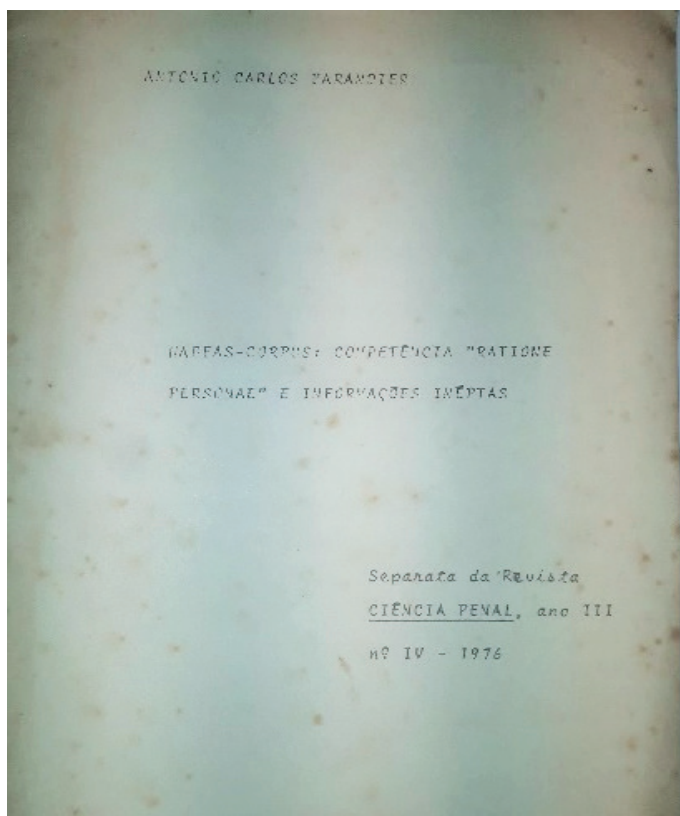 ANTONIO CARLOS
HABEAS-CORPUS: COMPETÊNCIA "RATIONE
PERSONAE" E INFORMAÇÕES INÉPTAS
Separata da Revista
CIÊNCIA PENAL, ano III
nº IV - 1976